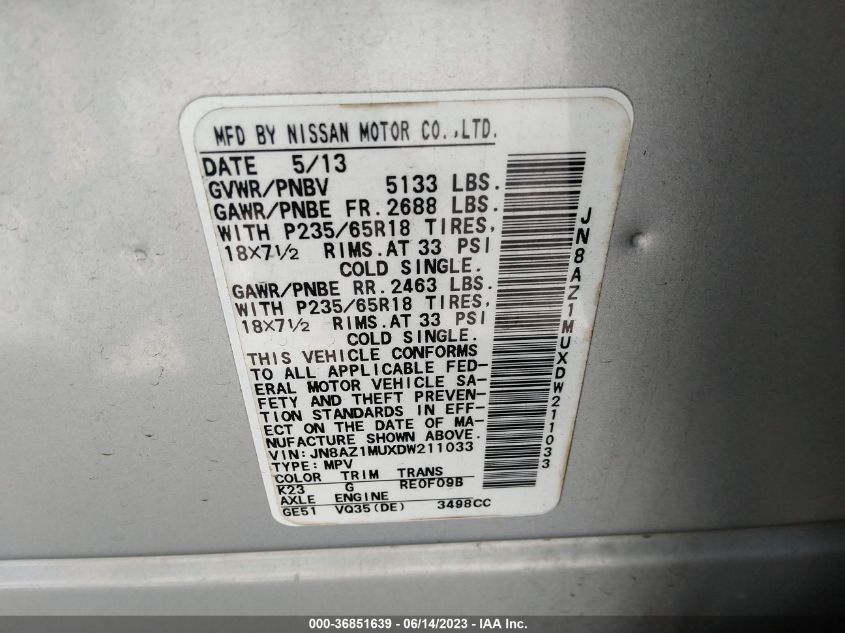 MFD BY NISSAN MOTOR CO.,LTD.
DATE 5/13
GVWR/PNBV 5133 LBS.
GAWR/PNBE FR. 2688 LBS.
WITH P235/65R18 TIRES,
18X7½ RIMS.AT 33 PSI
COLD SINGLE.
GAWR/PNBE RR. 2463 LBS.
WITH P235/65R18 TIRES,
18X7½ RIMS.AT 33 PSI
COLD SINGLE.
THIS VEHICLE CONFORMS
TO ALL APPLICABLE FED-
ERAL MOTOR VEHICLE SA-
FETY AND THEFT PREVEN-
TION STANDARDS IN EFF-
ECT ON THE DATE OF MA-
NUFACTURE SHOWN ABOVE.
VIN: JN8AZ1MUXDW211033
TYPE: MPV
COLOR TRIM TRANS
K23 G RE0F09B
AXLE ENGINE
GE51 VQ35(DE) 3498CC
JN8AZ1MUXDW211033
000-36851639 - 06/14/2023 - IAA Inc.